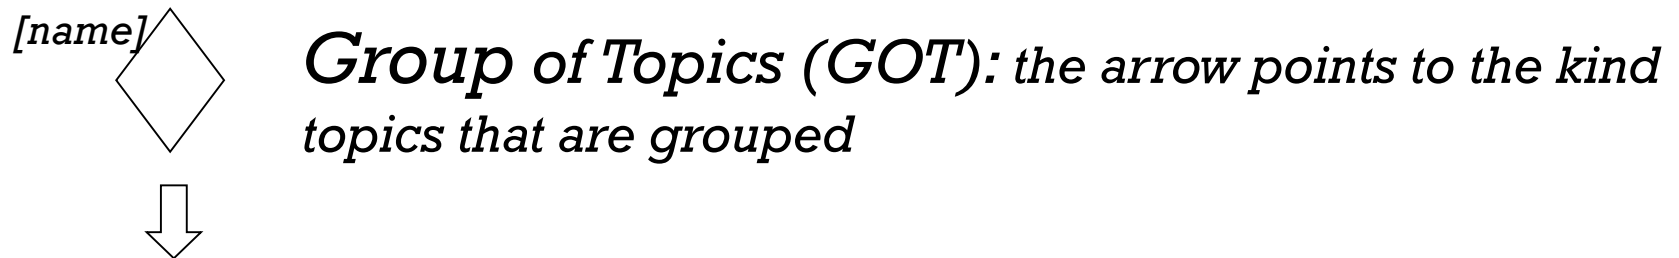 [name]
Group of Topics (GOT): the arrow points to the kind
topics that are grouped